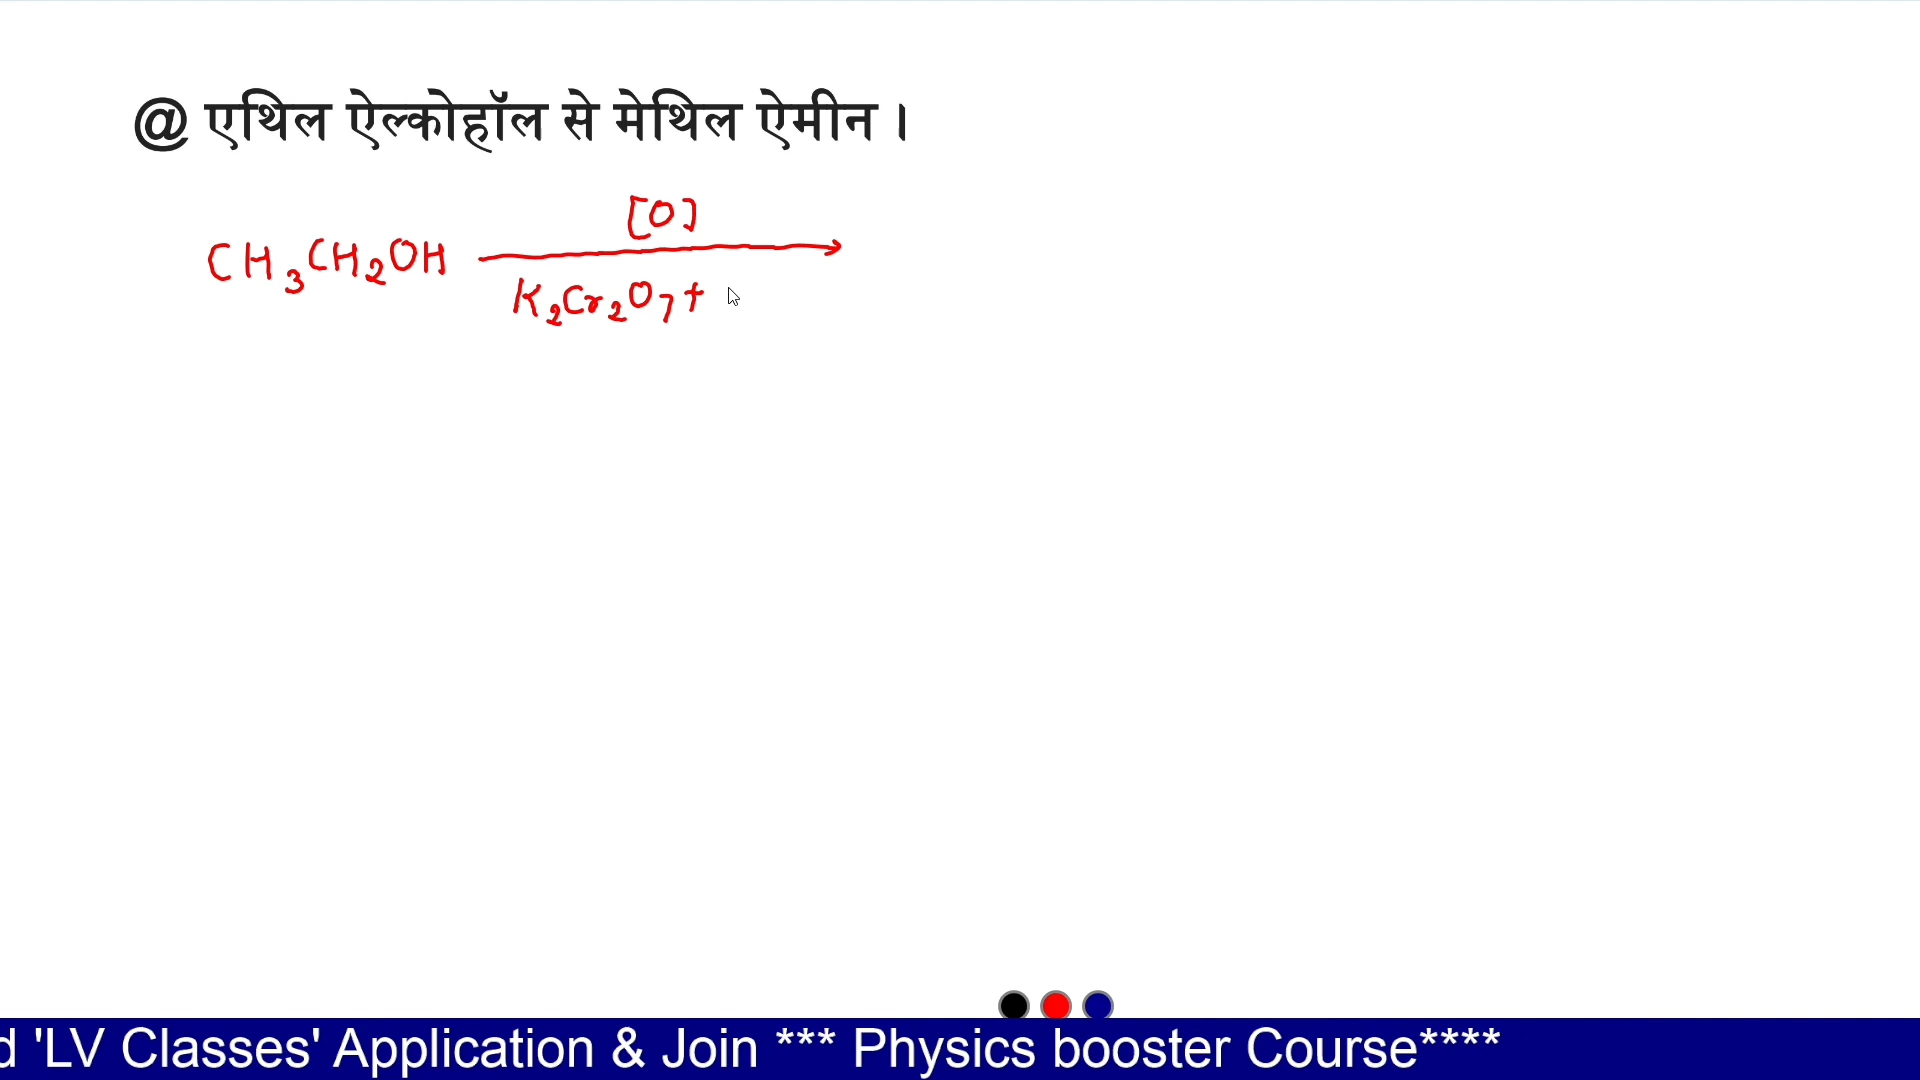 @ एथिल ऐल्कोहॉल से मेथिल ऐमीन ।
[O]
CH₃CH₂OH ⟶
K₂Cr₂O₇ +
d 'LV Classes' Application & Join *** Physics booster Course****